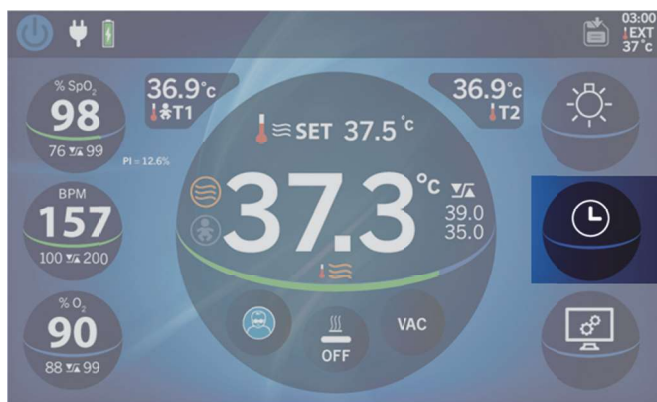 03:00
EXT
37°c
% SpO₂
98
76 99
PI = 12.6%
36.9°c
T1
36.9°c
T2
SET 37.5°c
37.3°c
39.0
35.0
BPM
157
100 200
% O₂
90
88 99
OFF
VAC